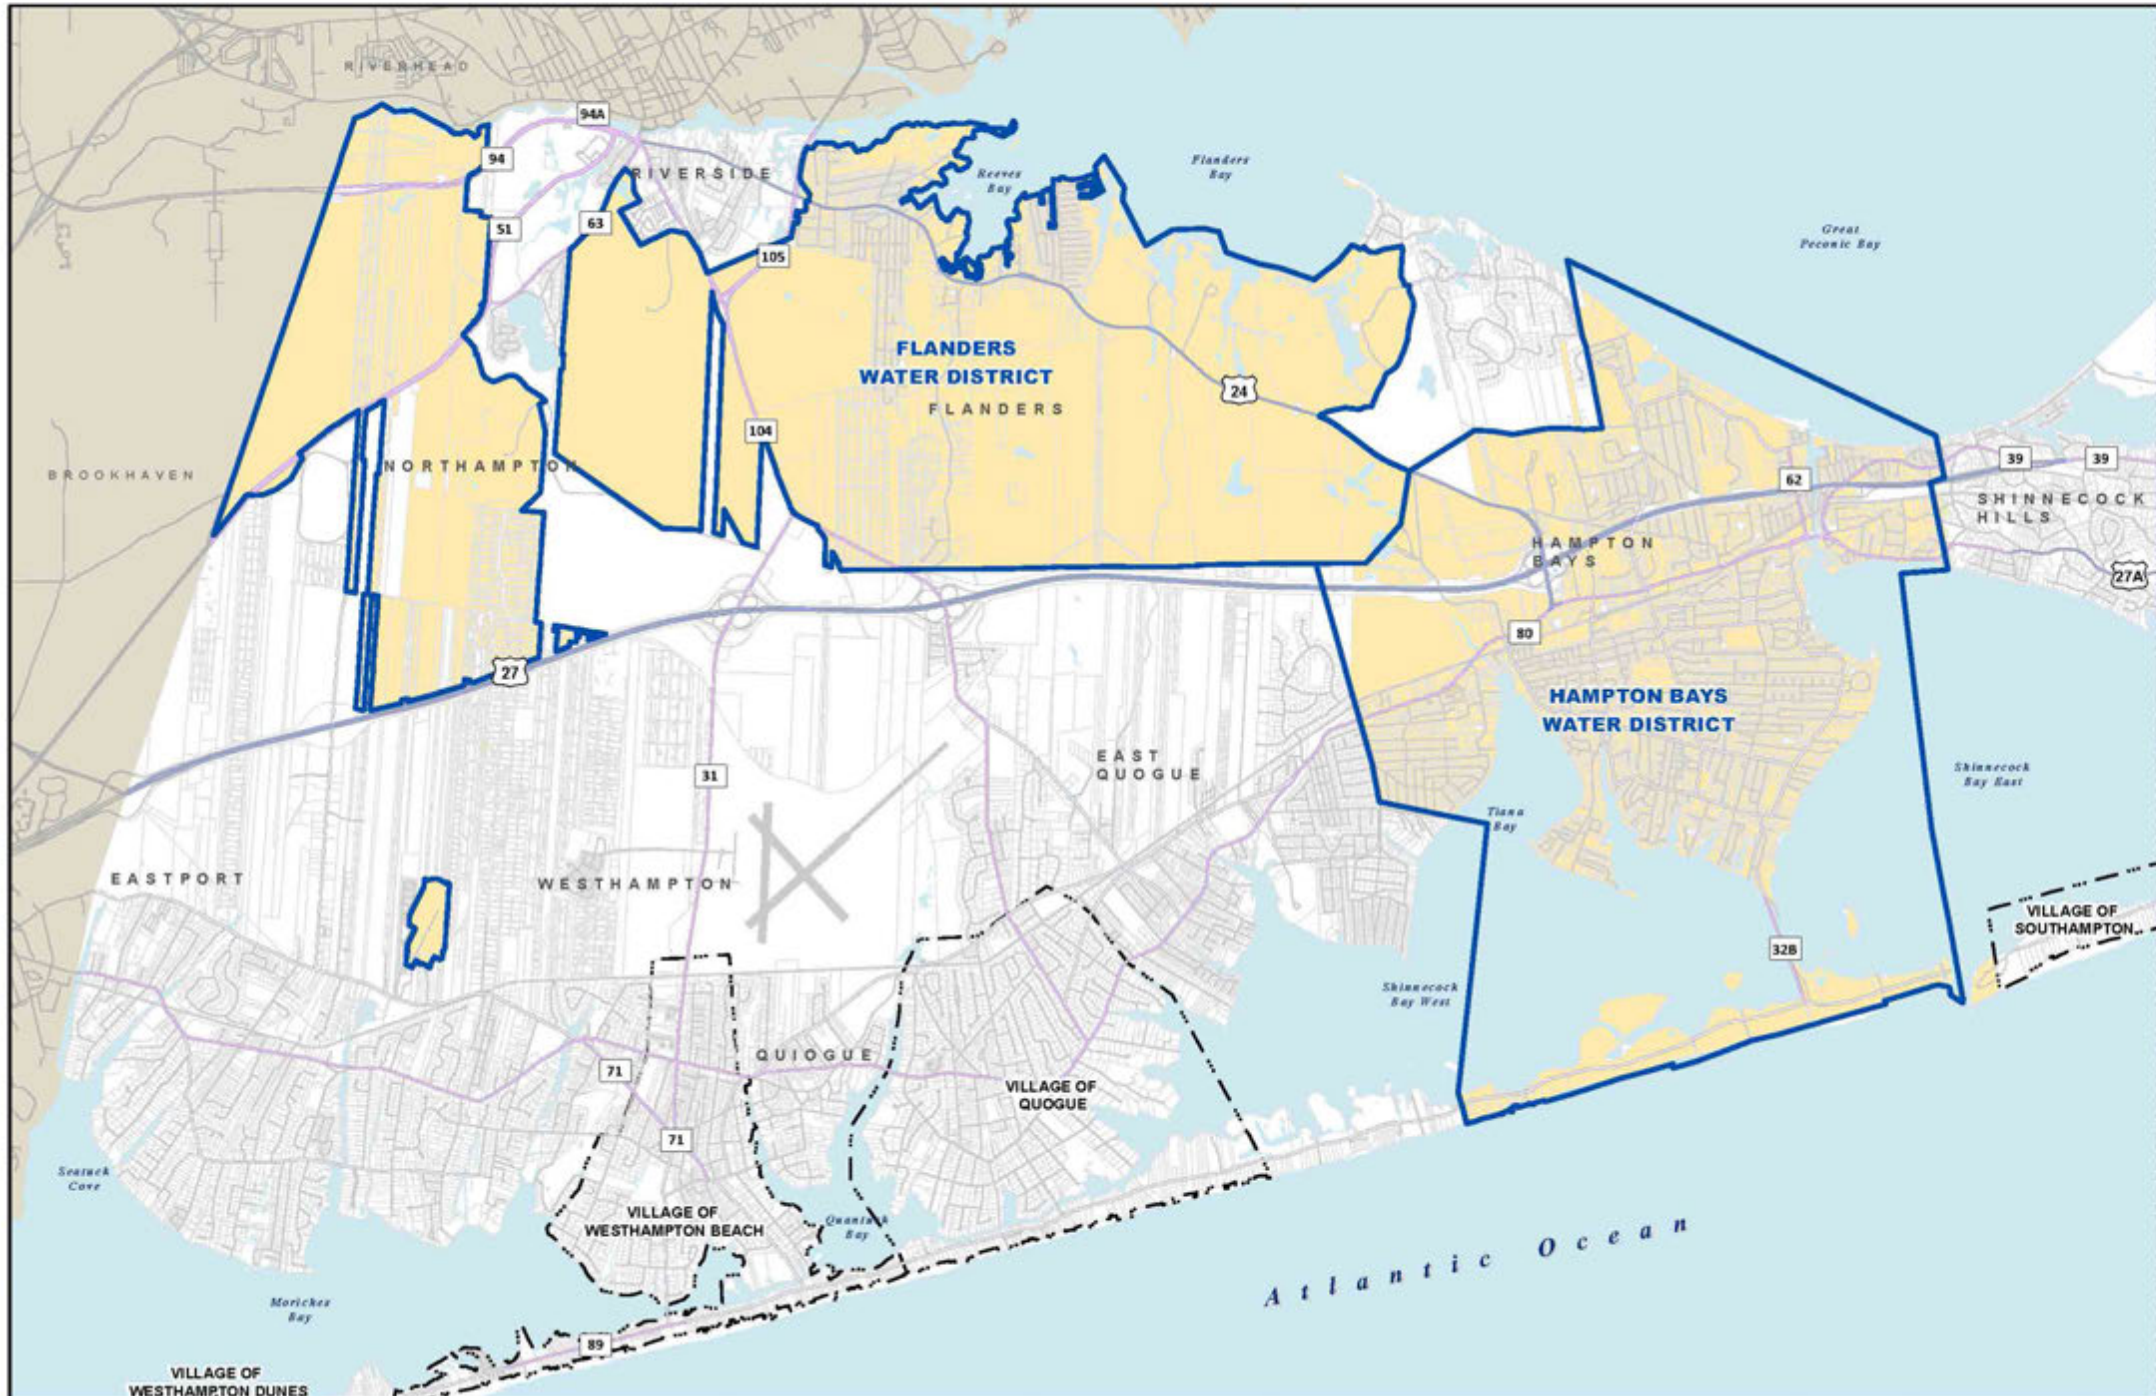 RIVERHEAD
94A
94
RIVERSIDE
Reeves
Bay
Flanders
Bay
51
63
105
Great
Peconic Bay
FLANDERS
WATER DISTRICT
FLANDERS
24
104
BROOKHAVEN
NORTHAMPTON
62
39
39
SHINNECOCK
HILLS
HAMPTON
BAYS
27A
80
27
HAMPTON BAYS
WATER DISTRICT
31
EAST
QUOGUE
Shinnecock
Bay East
Tiana
Bay
EASTPORT
WESTHAMPTON
VILLAGE OF
SOUTHAMPTON
32B
Shinnecock
Bay West
QUIOGUE
71
VILLAGE OF
QUOGUE
71
Seatuck
Cove
VILLAGE OF
WESTHAMPTON BEACH
Quantuck
Bay
Atlantic Ocean
Moriches
Bay
89
VILLAGE OF
WESTHAMPTON DUNES